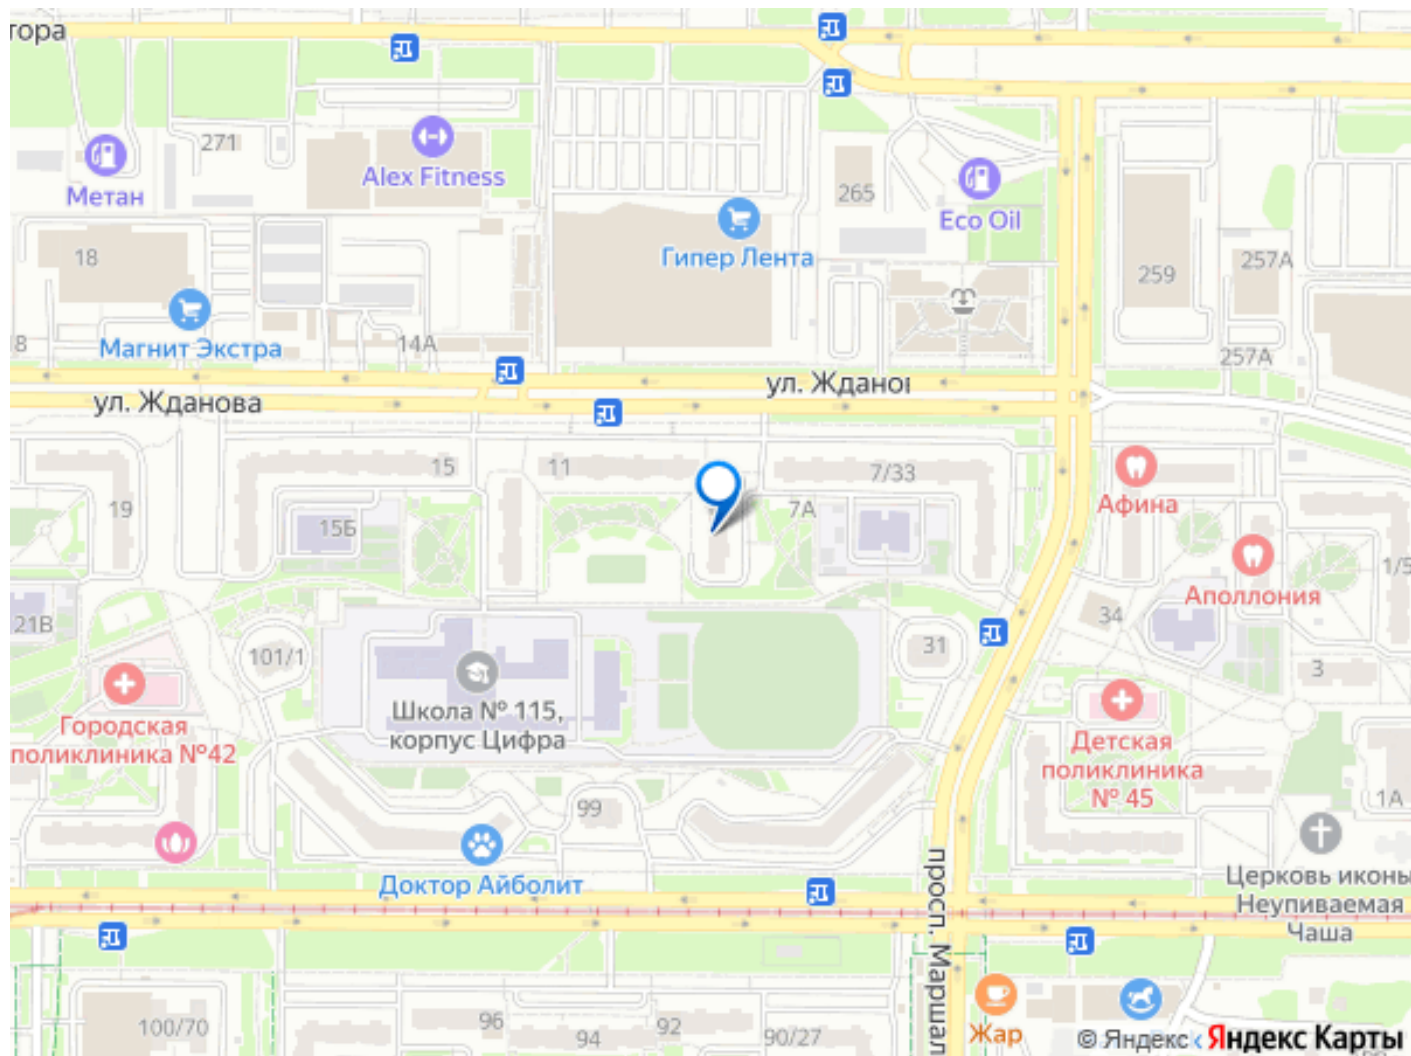 тора
271
Метан
Alex Fitness
265
Eco Oil
Гипер Лента
18
259
257А
8
Магнит Экстра
14А
257А
ул. Жданова
ул. Жданов
15
11
7/33
19
15Б
7А
Афина
1/5
Аполлония
21В
34
101/1
31
3
Школа № 115,
корпус Цифра
Городская
поликлиника №42
Детская
поликлиника
№ 45
99
1А
Доктор Айболит
просп. Маршал
Церковь иконы
Неупиваемая
Чаша
100/70
96
94
92
90/27
Жар
© Яндекс
Яндекс Карты